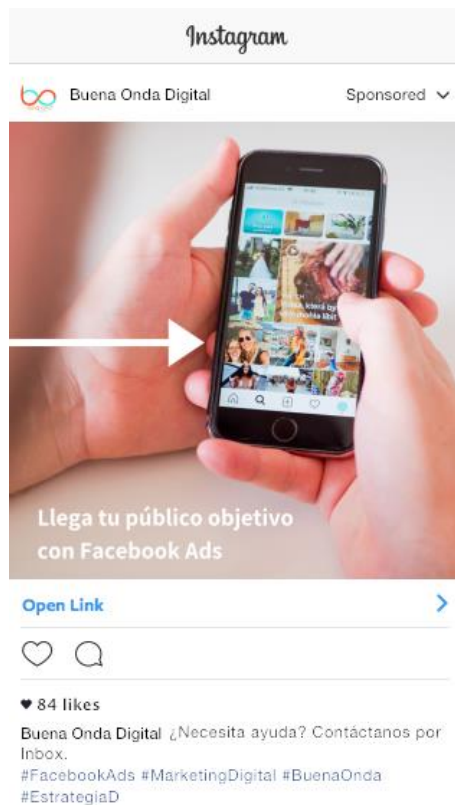 Instagram
Buena Onda Digital
Sponsored
Llega tu público objetivo
con Facebook Ads
Open Link
84 likes
Buena Onda Digital ¿Necesita ayuda? Contáctanos por
Inbox.
#FacebookAds #MarketingDigital #BuenaOnda
#EstrategiaD